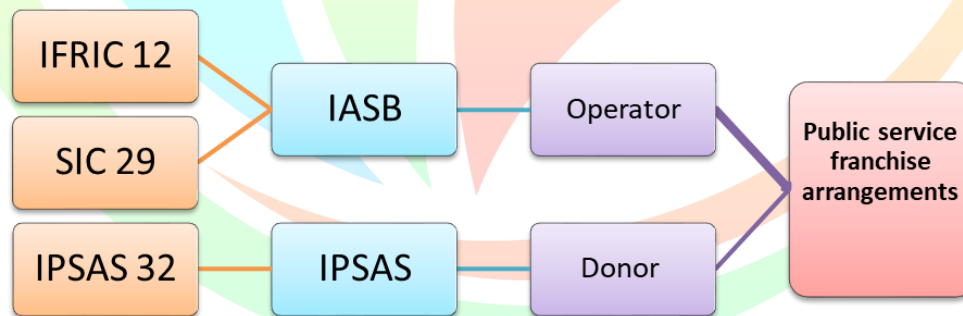 IFRIC 12
SIC 29
IPSAS 32
IASB
IPSAS
Operator
Donor
Public service
franchise
arrangements